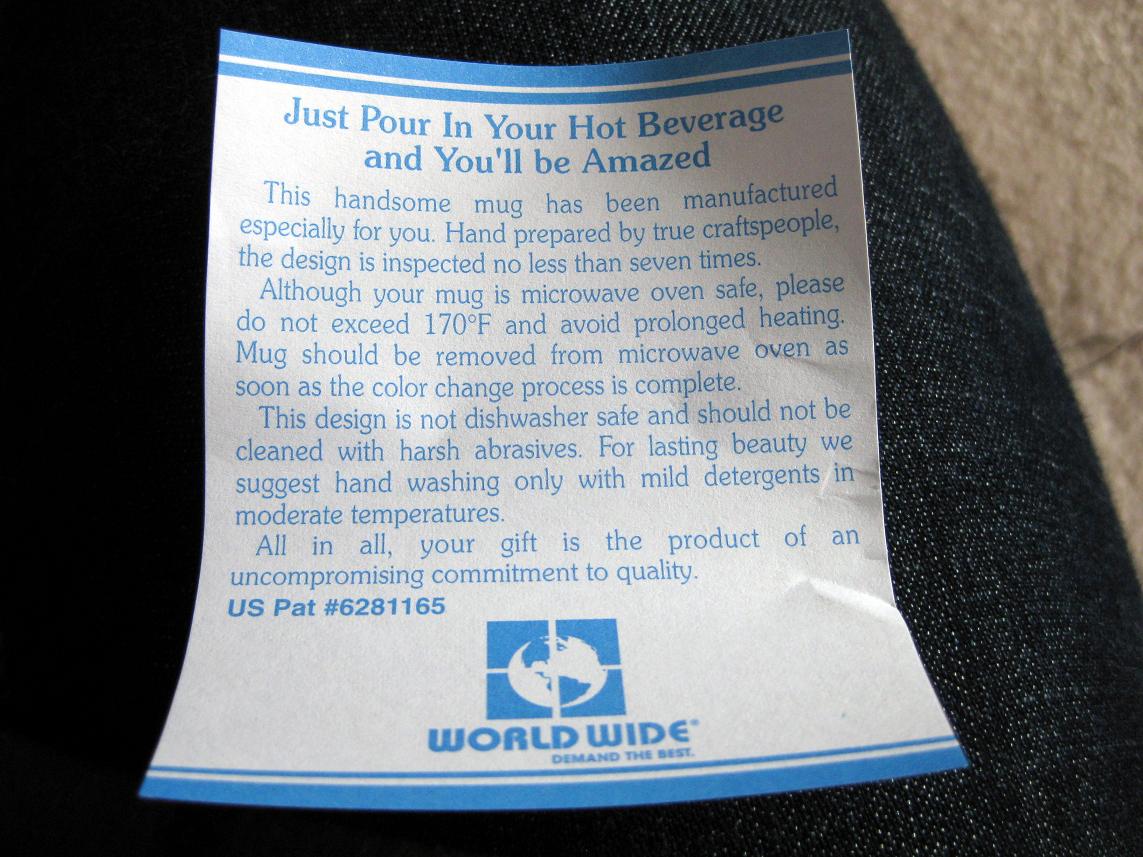 Just Pour In Your Hot Beverage
and You'll be Amazed
This handsome mug has been manufactured
especially for you. Hand prepared by true craftspeople,
the design is inspected no less than seven times.
Although your mug is microwave oven safe, please
do not exceed 170°F and avoid prolonged heating.
Mug should be removed from microwave oven as
soon as the color change process is complete.
This design is not dishwasher safe and should not be
cleaned with harsh abrasives. For lasting beauty we
suggest hand washing only with mild detergents in
moderate temperatures.
All in all, your gift is the product of an
uncompromising commitment to quality.
US Pat #6281165
WORLD WIDE®
DEMAND THE BEST.